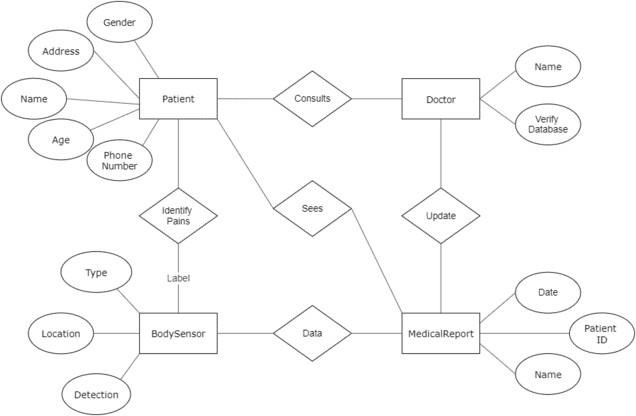 Gender
Address
Name
Age
Phone
Number
Patient
Consults
Doctor
Name
Verify
Database
Identify
Pains
Sees
Update
Label
Type
Location
Detection
BodySensor
Data
MedicalReport
Date
Patient
ID
Name